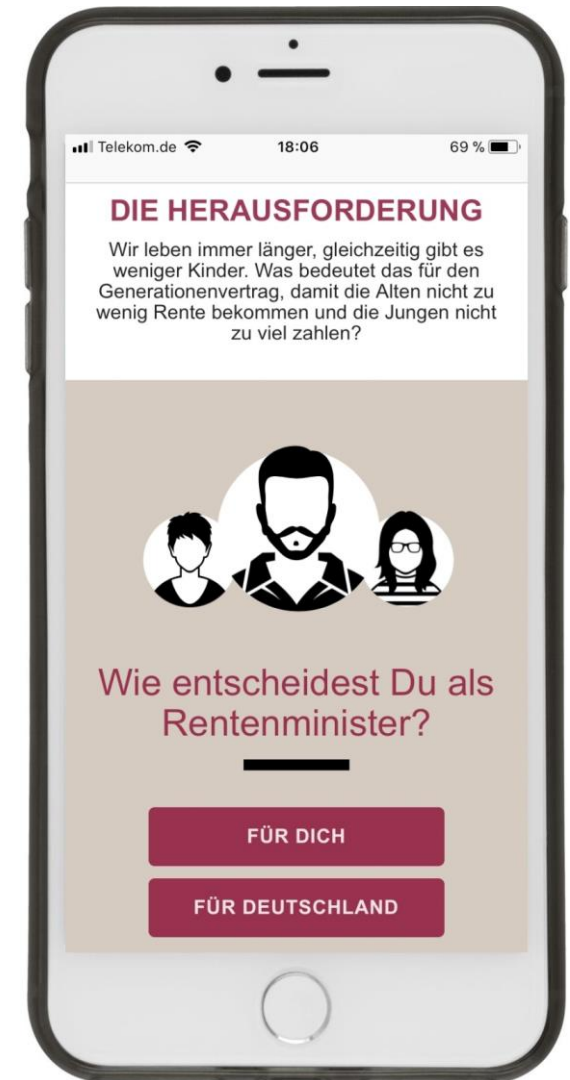 Telekom.de 18:06 69 %
DIE HERAUSFORDERUNG
Wir leben immer länger, gleichzeitig gibt es
weniger Kinder. Was bedeutet das für den
Generationenvertrag, damit die Alten nicht zu
wenig Rente bekommen und die Jungen nicht
zu viel zahlen?
Wie entscheidest Du als
Rentenminister?
FÜR DICH
FÜR DEUTSCHLAND